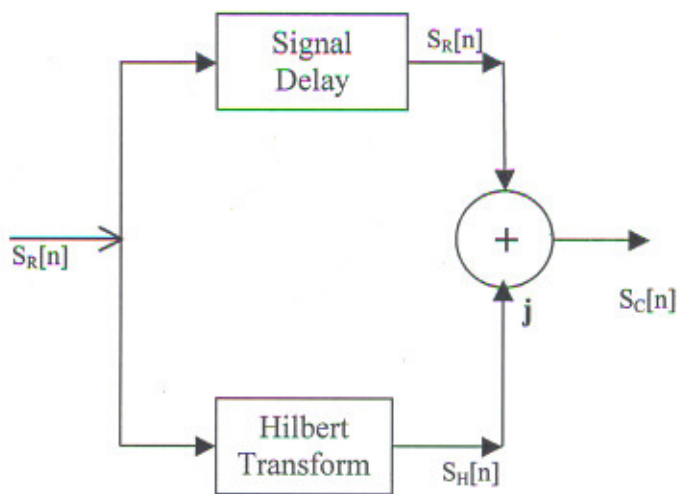 Signal
Delay
S_R[n]
S_R[n]
+
j
S_C[n]
Hilbert
Transform
S_H[n]